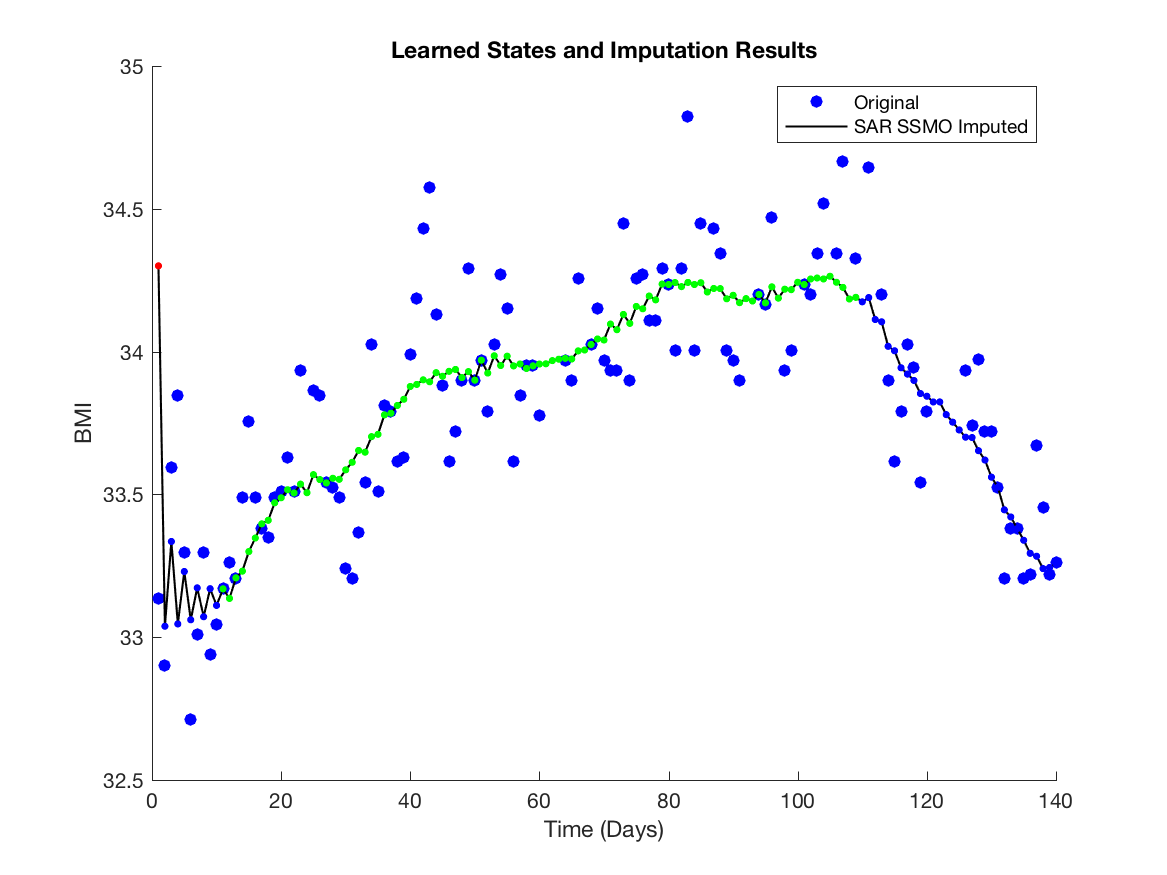 Learned States and Imputation Results
35
Original
SAR SSMO Imputed
34.5
34
BMI
33.5
33
32.5
0 20 40 60 80 100 120 140
Time (Days)